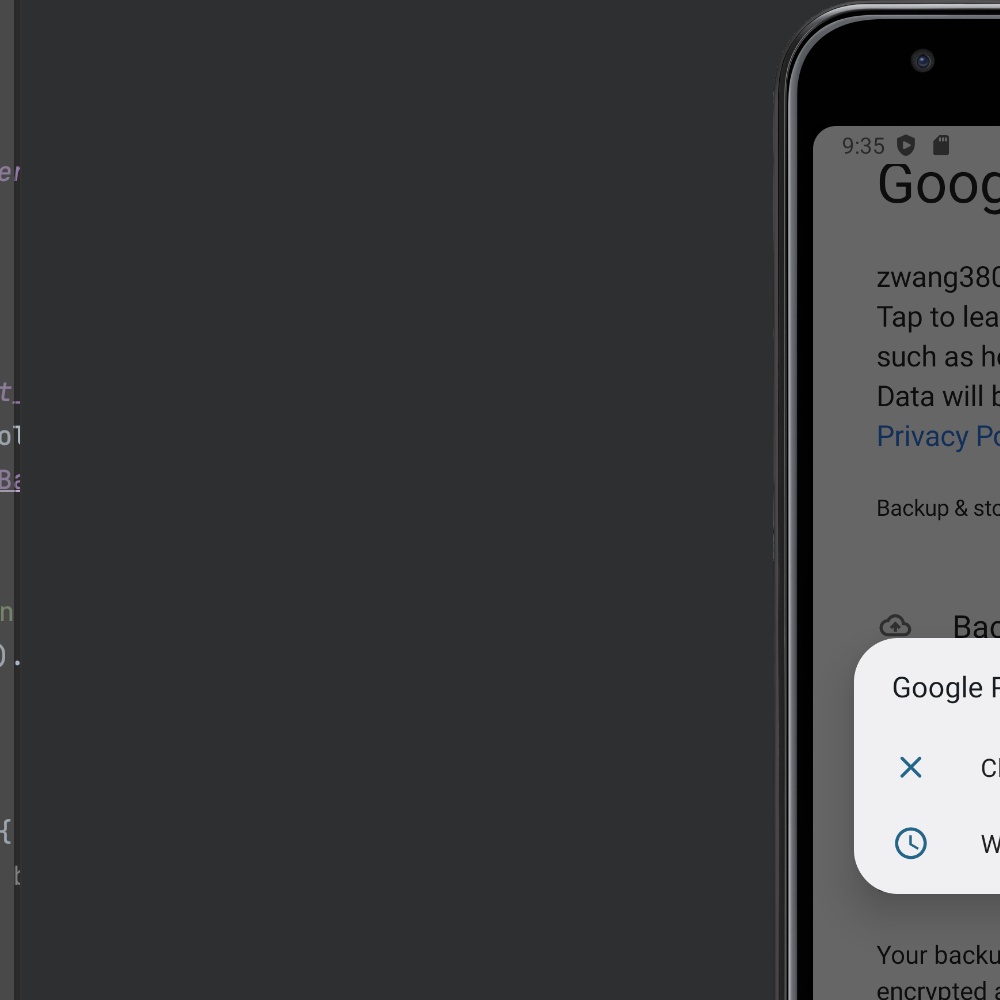 er
t_
ol
Ba
n
).
{
9:35
Goog
zwang380
Tap to lea
such as h
Data will b
Privacy Po
Backup & sto
Bac
Google P
Cl
W
Your backu
encrypted a